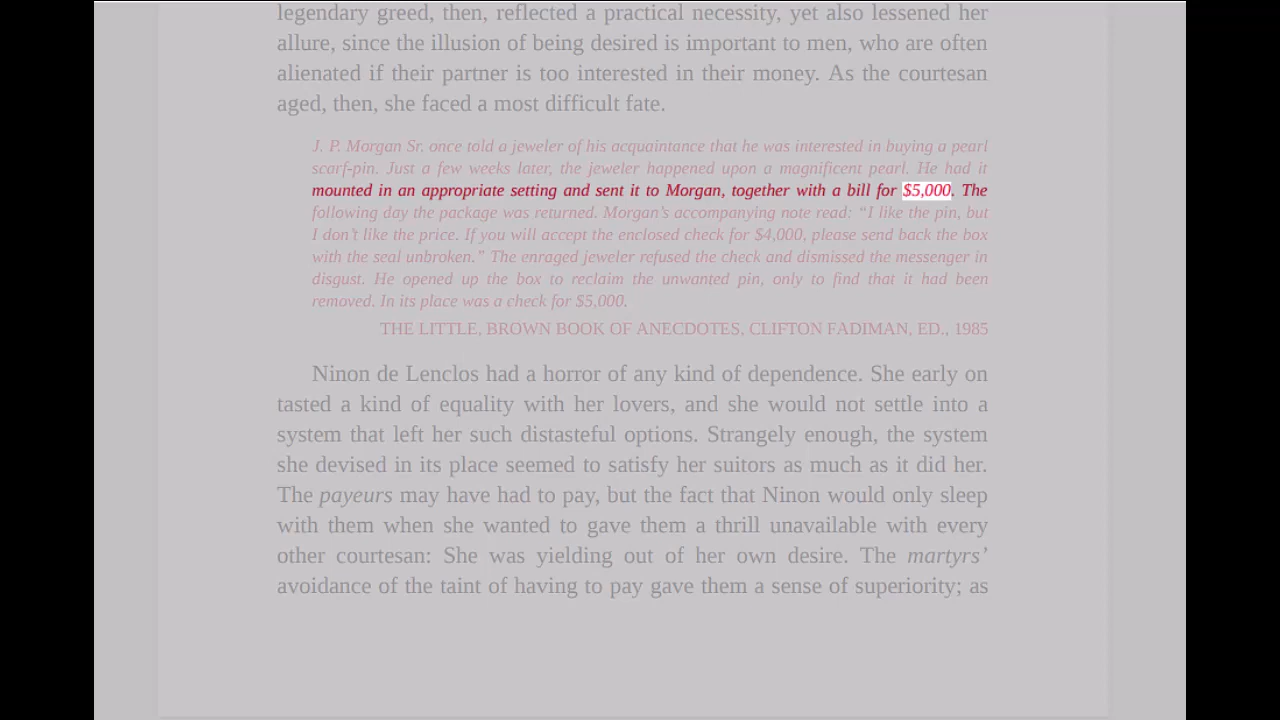 legendary greed, then, reflected a practical necessity, yet also lessened her
allure, since the illusion of being desired is important to men, who are often
alienated if their partner is too interested in their money. As the courtesan
aged, then, she faced a most difficult fate.
J. P. Morgan Sr. once told a jeweler of his acquaintance that he was interested in buying a pearl
scarf-pin. Just a few weeks later, the jeweler happened upon a magnificent pearl. He had it
mounted in an appropriate setting and sent it to Morgan, together with a bill for $5,000. The
following day the package was returned. Morgan’s accompanying note read: “I like the pin, but
I don’t like the price. If you will accept the enclosed check for $4,000, please send back the box
with the seal unbroken.” The enraged jeweler refused the check and dismissed the messenger in
disgust. He opened up the box to reclaim the unwanted pin, only to find that it had been
removed. In its place was a check for $5,000.
THE LITTLE, BROWN BOOK OF ANECDOTES, CLIFTON FADIMAN, ED., 1985
Ninon de Lenclos had a horror of any kind of dependence. She early on
tasted a kind of equality with her lovers, and she would not settle into a
system that left her such distasteful options. Strangely enough, the system
she devised in its place seemed to satisfy her suitors as much as it did her.
The payeurs may have had to pay, but the fact that Ninon would only sleep
with them when she wanted to gave them a thrill unavailable with every
other courtesan: She was yielding out of her own desire. The martyrs’
avoidance of the taint of having to pay gave them a sense of superiority; as